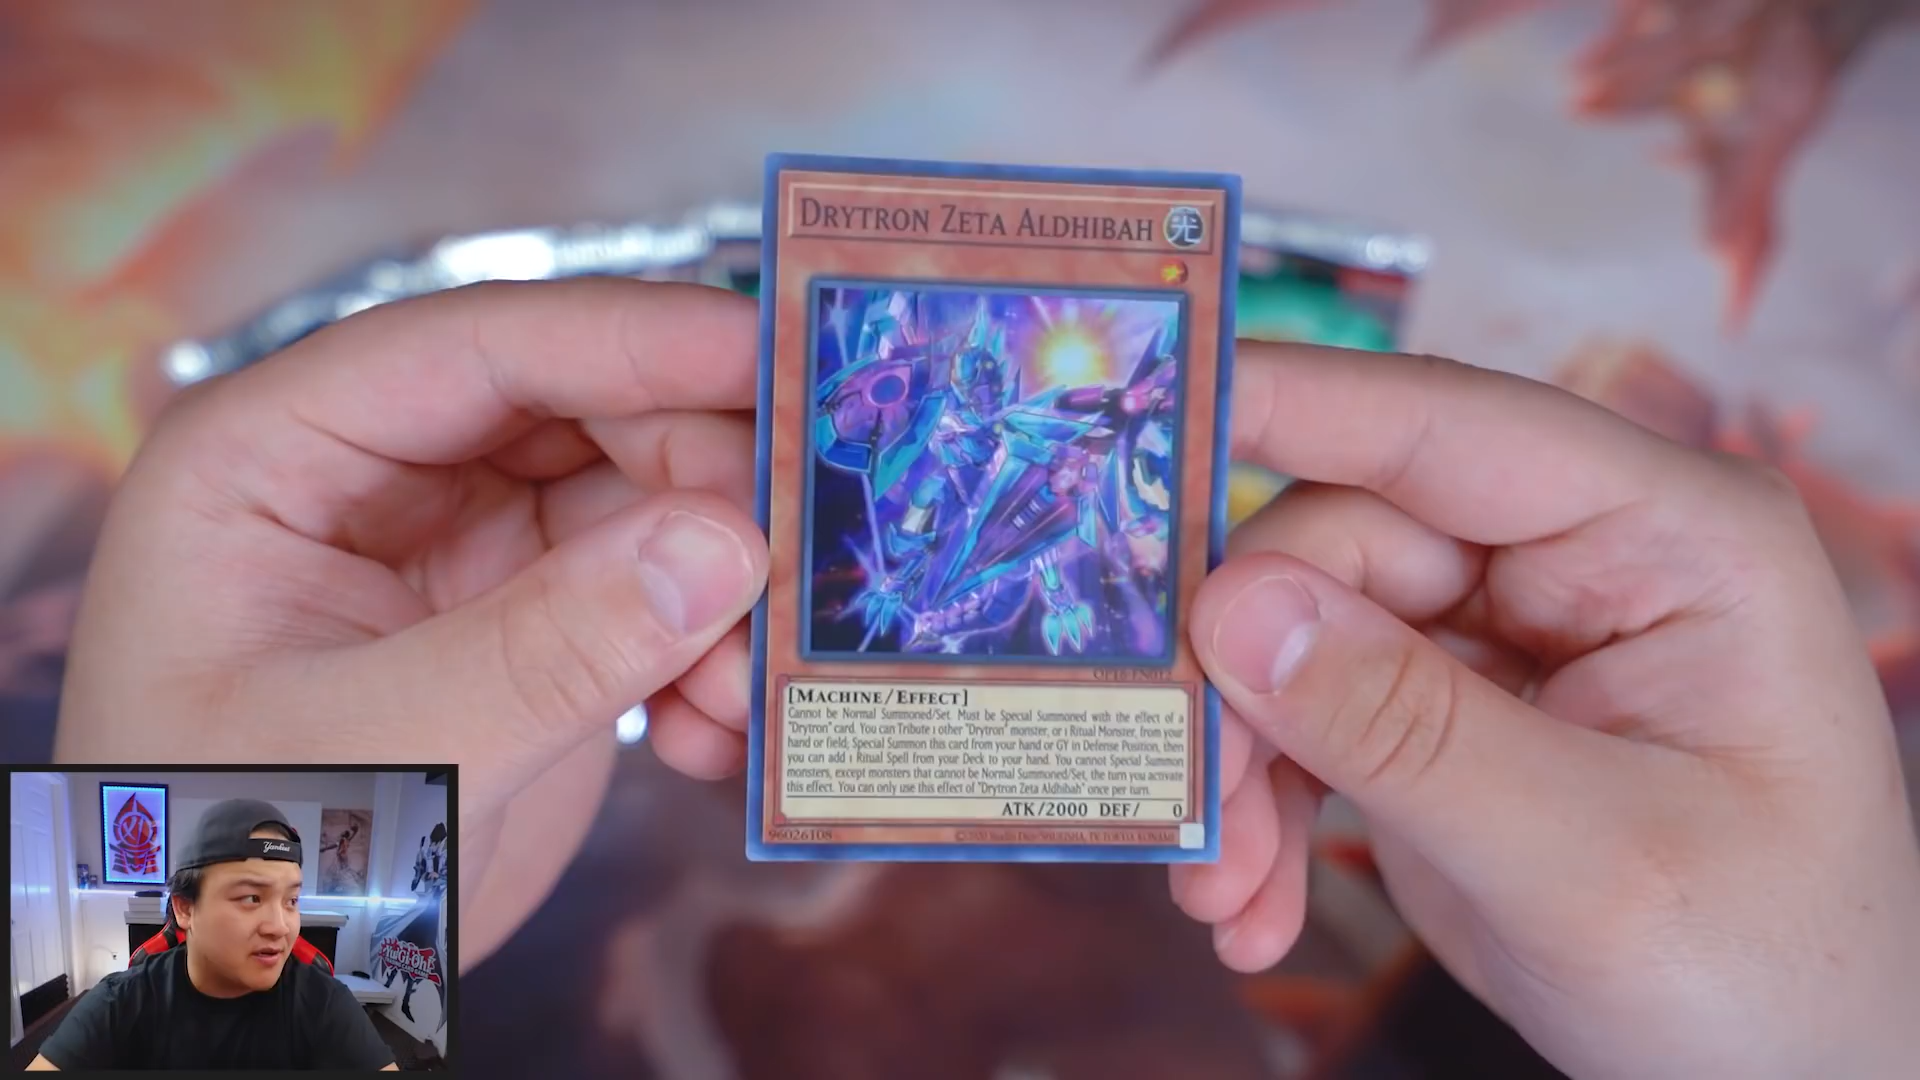 DRYTRON ZETA ALDHIBAH
光
OP16-EN012
[MACHINE/EFFECT]
Cannot be Normal Summoned/Set. Must be Special Summoned with the effect of a
"Drytron" card. You can Tribute 1 other "Drytron" monster, or 1 Ritual Monster, from your
hand or field; Special Summon this card from your hand or GY in Defense Position, then
you can add 1 Ritual Spell from your Deck to your hand. You cannot Special Summon
monsters, except monsters that cannot be Normal Summoned/Set, the turn you activate
this effect. You can only use this effect of "Drytron Zeta Aldhibah" once per turn.
ATK/2000 DEF/ 0
96026108
Yankees
Yu-Gi-Oh!